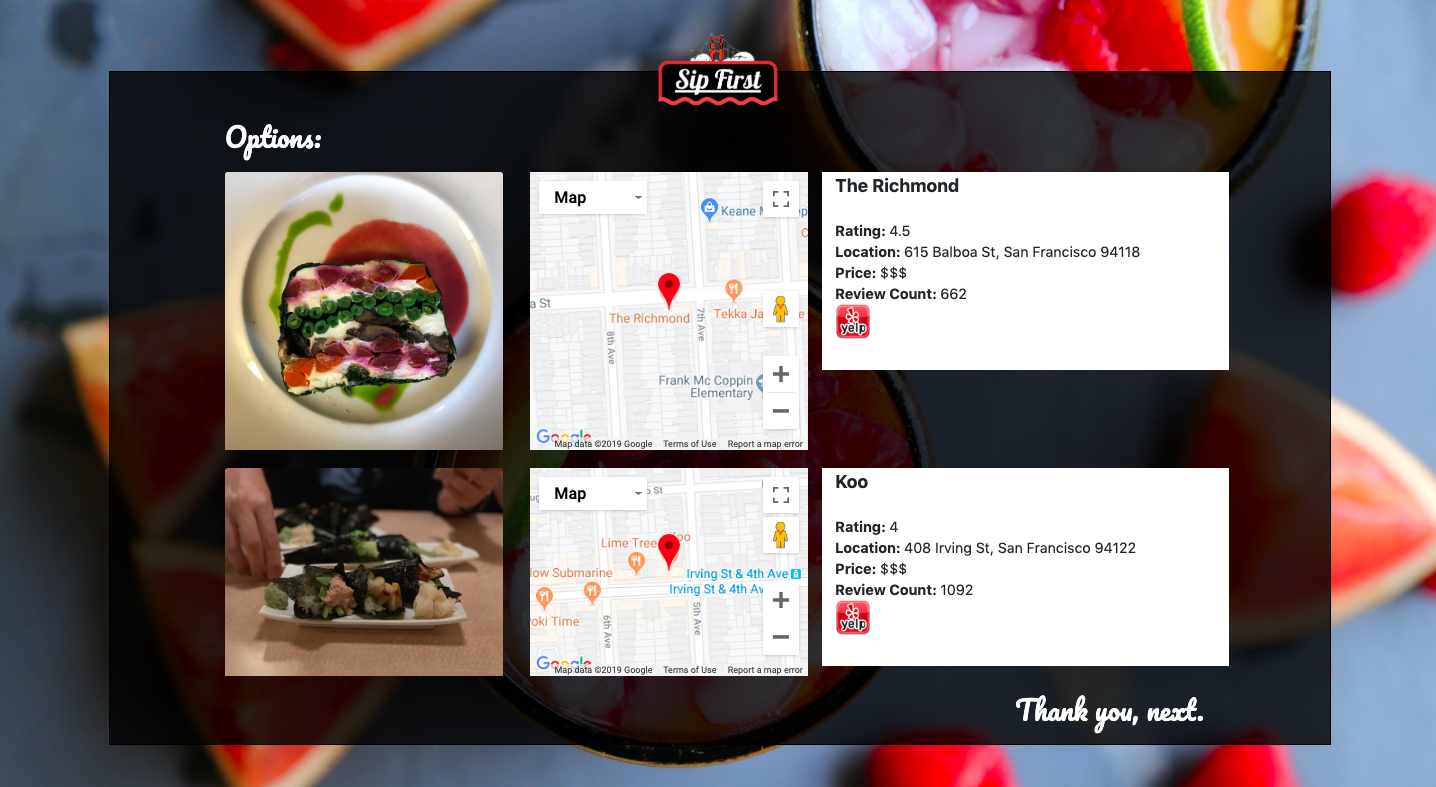 Sip First
Options:
Map
Keane M
The Richmond
Tekka Ja
a St
8th Ave
7th Ave
Frank Mc Coppin
Elementary
Google
Map data ©2019 Google Terms of Use Report a map error
The Richmond
Rating: 4.5
Location: 615 Balboa St, San Francisco 94118
Price: $$$
Review Count: 662
yelp
Map
o St
Lime Tree
oo
ow Submarine
Irving St & 4th Ave
Irving St & 4th Av
oki Time
6th Ave
5th Ave
Google
Map data ©2019 Google Terms of Use Report a map error
Koo
Rating: 4
Location: 408 Irving St, San Francisco 94122
Price: $$$
Review Count: 1092
yelp
Thank you, next.